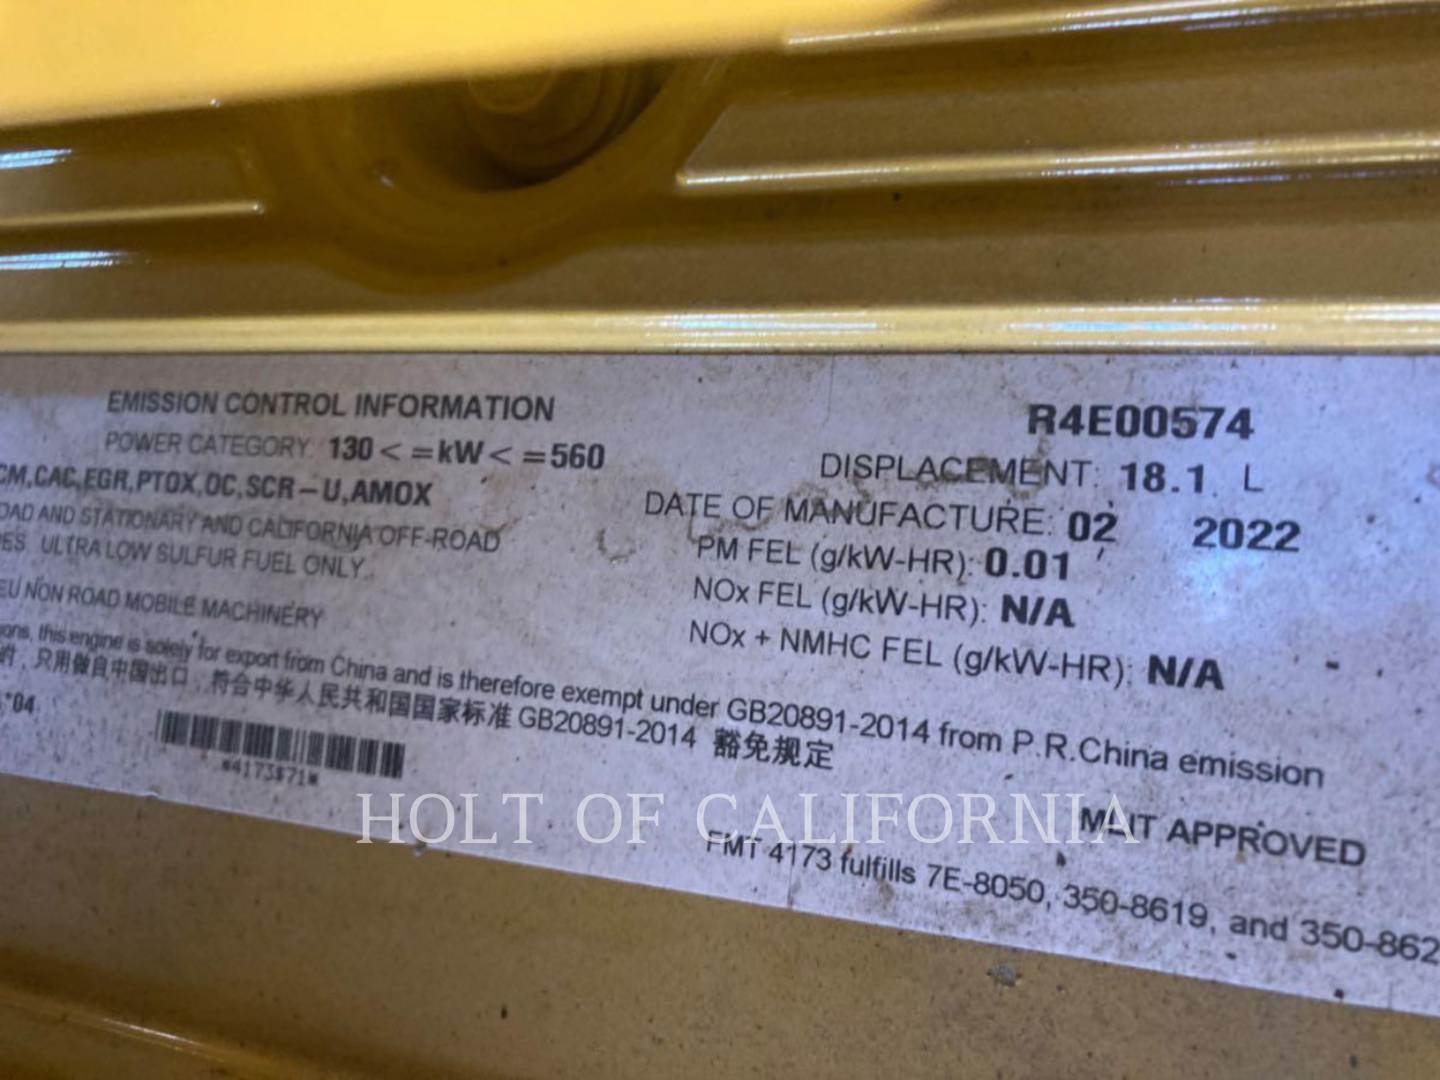 EMISSION CONTROL INFORMATION
R4E00574
POWER CATEGORY: 130 < =kW < =560
DISPLACEMENT: 18.1 L
CM,CAC,EGR,PTOX,OC,SCR-U,AMOX
DATE OF MANUFACTURE: 02 2022
AND STATIONARY AND CALIFORNIA OFF-ROAD
PM FEL (g/kW-HR): 0.01
ULTRA LOW SULFUR FUEL ONLY.
NOx FEL (g/kW-HR): N/A
EU NON ROAD MOBILE MACHINERY
NOx + NMHC FEL (g/kW-HR): N/A
this engine is solely for export from China and is therefore exempt under GB20891-2014 from P.R.China emission
只用做自中国出口，符合中华人民共和国国家标准 GB20891-2014 豁免规定
*04
*4173$71*
HOLT OF CALIFORNIA
MLIT APPROVED
FMT 4173 fulfills 7E-8050, 350-8619, and 350-862